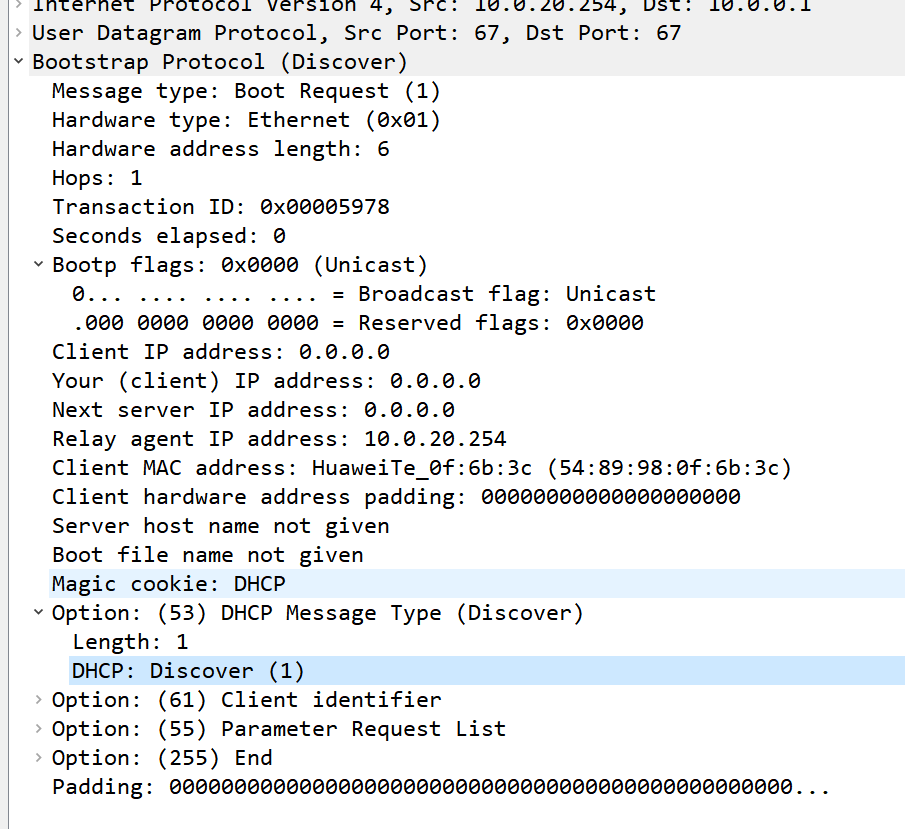 Internet Protocol Version 4, Src: 10.0.20.254, Dst: 10.0.0.1
User Datagram Protocol, Src Port: 67, Dst Port: 67
Bootstrap Protocol (Discover)
Message type: Boot Request (1)
Hardware type: Ethernet (0x01)
Hardware address length: 6
Hops: 1
Transaction ID: 0x00005978
Seconds elapsed: 0
Bootp flags: 0x0000 (Unicast)
0... .... .... .... = Broadcast flag: Unicast
.000 0000 0000 0000 = Reserved flags: 0x0000
Client IP address: 0.0.0.0
Your (client) IP address: 0.0.0.0
Next server IP address: 0.0.0.0
Relay agent IP address: 10.0.20.254
Client MAC address: HuaweiTe_0f:6b:3c (54:89:98:0f:6b:3c)
Client hardware address padding: 00000000000000000000
Server host name not given
Boot file name not given
Magic cookie: DHCP
Option: (53) DHCP Message Type (Discover)
Length: 1
DHCP: Discover (1)
Option: (61) Client identifier
Option: (55) Parameter Request List
Option: (255) End
Padding: 000000000000000000000000000000000000000000000000...